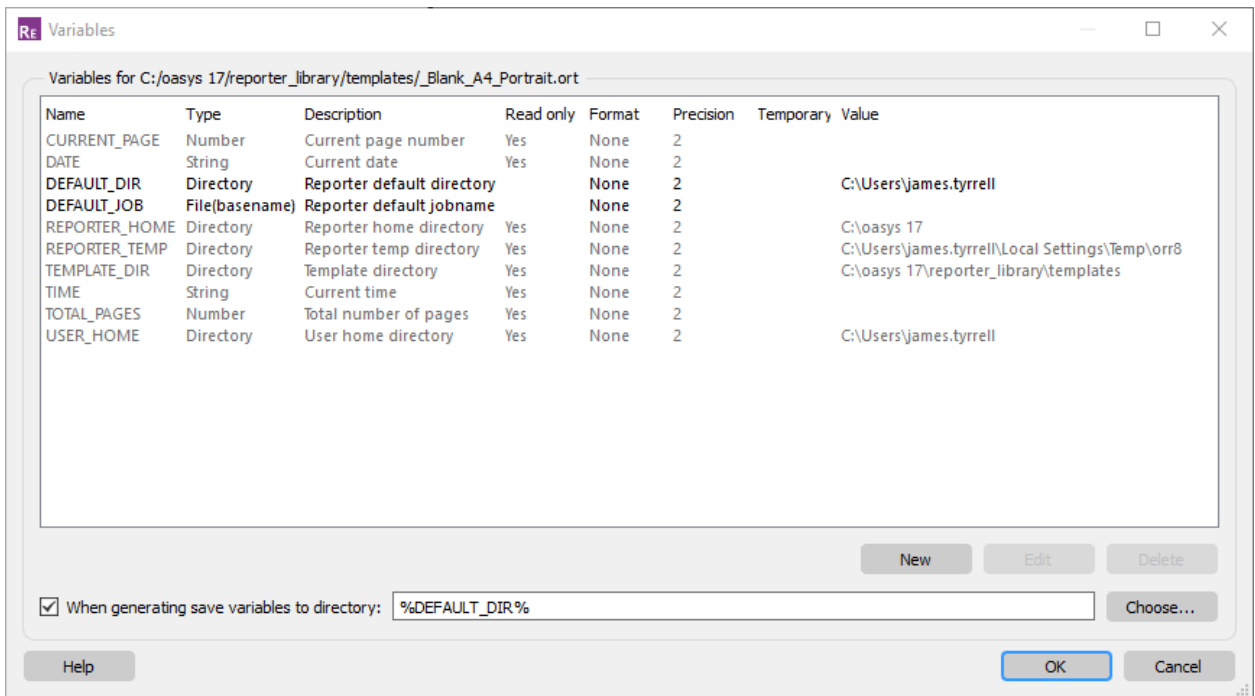 RE Variables
Variables for C:/oasys 17/reporter_library/templates/_Blank_A4_Portrait.ort
Name Type Description Read only Format Precision Temporary Value
CURRENT_PAGE Number Current page number Yes None 2
DATE String Current date Yes None 2
DEFAULT_DIR Directory Reporter default directory None 2 C:\Users\james.tyrrell
DEFAULT_JOB File(basename) Reporter default jobname None 2
REPORTER_HOME Directory Reporter home directory Yes None 2 C:\oasys 17
REPORTER_TEMP Directory Reporter temp directory Yes None 2 C:\Users\james.tyrrell\Local Settings\Temp\orr8
TEMPLATE_DIR Directory Template directory Yes None 2 C:\oasys 17\reporter_library\templates
TIME String Current time Yes None 2
TOTAL_PAGES Number Total number of pages Yes None 2
USER_HOME Directory User home directory Yes None 2 C:\Users\james.tyrrell
New Edit Delete
When generating save variables to directory: %DEFAULT_DIR% Choose...
Help OK Cancel